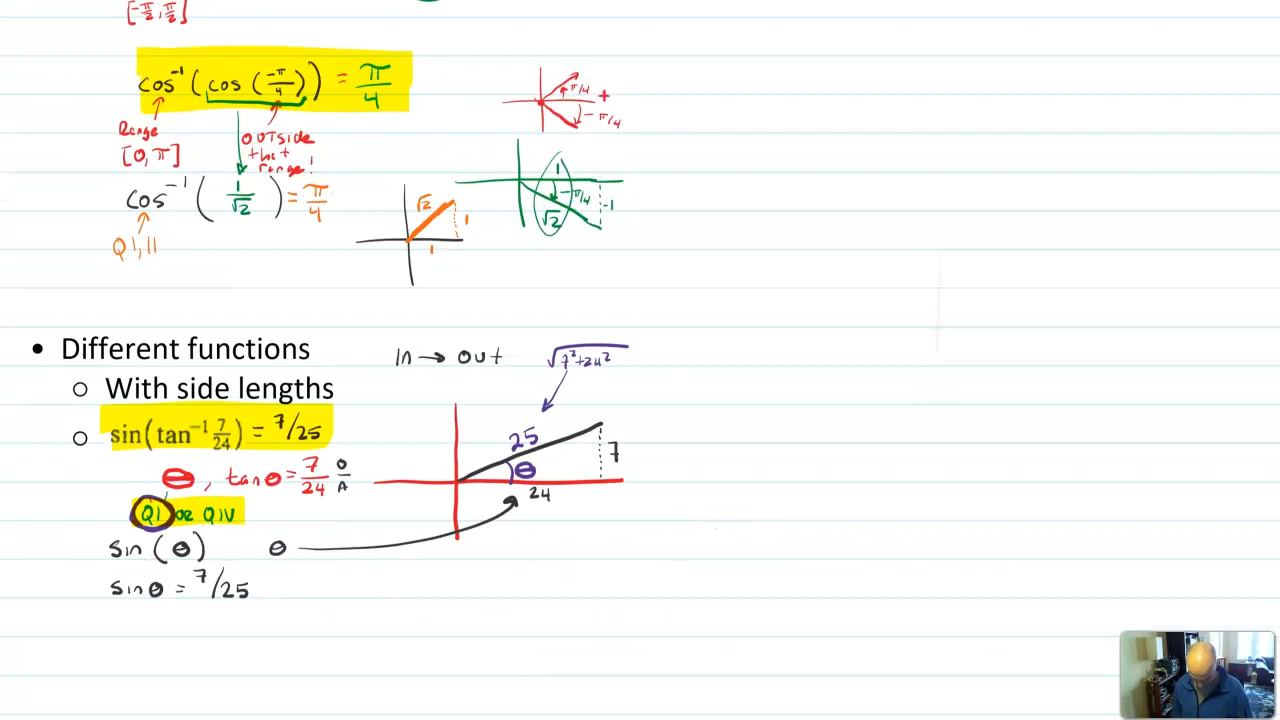 [-π/2, π/2]
cos⁻¹(cos(-π/4)) = π/4
Range
[0, π]
OUTSIDE
that
range!
π/4 +
-π/4
cos⁻¹(1/√2) = π/4
QI, II
√2
1
1
1
-π/4
√2
-1
• Different functions
In → out
√7²+24²
○ With side lengths
○ sin(tan⁻¹ 7/24) = 7/25
θ, tanθ = 7/24 O/A
25
7
θ
24
QI or QIV
sin(θ) θ
sinθ = 7/25